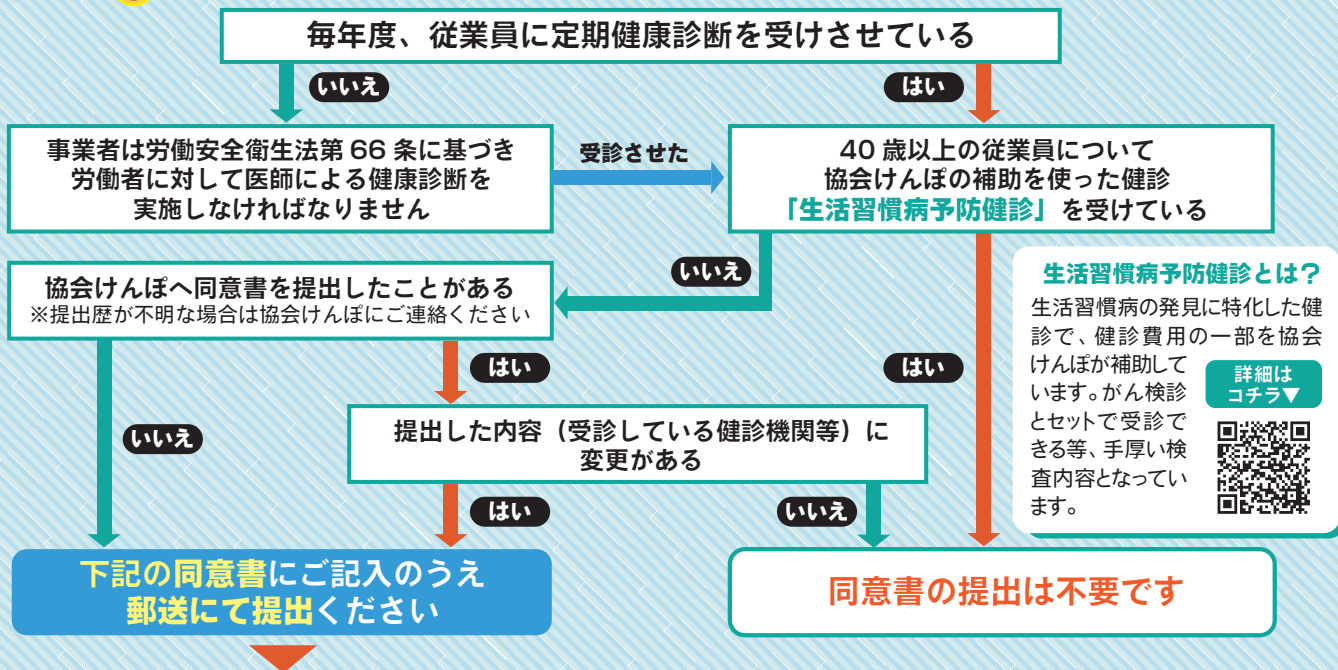 毎年度、従業員に定期健康診断を受けさせている
いいえ
はい
事業者は労働安全衛生法第 66 条に基づき
労働者に対して医師による健康診断を
実施しなければなりません
受診させた
40 歳以上の従業員について
協会けんぽの補助を使った健診
「生活習慣病予防健診」を受けている
いいえ
協会けんぽへ同意書を提出したことがある
※提出歴が不明な場合は協会けんぽにご連絡ください
生活習慣病予防健診とは?
生活習慣病の発見に特化した健
診で、健診費用の一部を協会
けんぽが補助して
います。がん検診
とセットで受診で
きる等、手厚い検
査内容となってい
ます。
詳細は
コチラ▼
はい
はい
いいえ
提出した内容（受診している健診機関等）に
変更がある
はい
いいえ
下記の同意書にご記入のうえ
郵送にて提出ください
同意書の提出は不要です